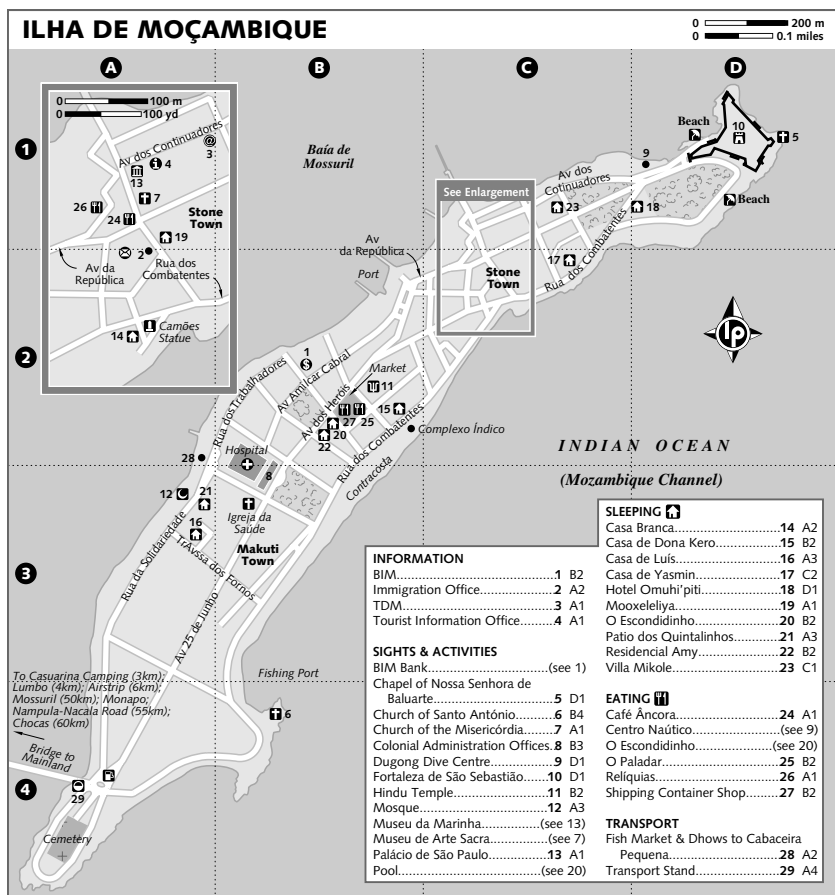 ILHA DE MOÇAMBIQUE
0 200 m
0 0.1 miles
A
B
C
D
1
2
3
4
0 100 m
0 100 yd
Av dos Continuadores
@
3
4
13
7
26
24
Stone
Town
19
2
Rua dos
Combatentes
Av da
República
14
Camões
Statue
Baía de
Mossuril
Beach
10
5
9
Av dos
Cotinuadores
See Enlargement
23
18
Beach
Av
da República
Port
Stone
Town
17
Rua dos Combatentes
lp
1
Rua dos Trabalhadores
Av Amílcar Cabral
Market
11
Av dos Heróis
15
27
25
20
22
Rua dos Combatentes
Complexo Índico
Contracosta
28
Hospital
8
12
21
Igreja da
Saúde
16
Makuti
Town
Rua da Solidariedade
TrAvssa dos Fornos
Av 25 de Junho
INDIAN OCEAN
(Mozambique Channel)
Fishing Port
6
To Casuarina Camping (3km);
Lumbo (4km); Airstrip (6km);
Mossuril (50km); Monapo;
Nampula-Nacala Road (55km);
Chocas (60km)
Bridge to
Mainland
29
Cemetery
INFORMATION
BIM 1 B2
Immigration Office 2 A2
TDM 3 A1
Tourist Information Office 4 A1
SIGHTS & ACTIVITIES
BIM Bank (see 1)
Chapel of Nossa Senhora de
Baluarte 5 D1
Church of Santo António 6 B4
Church of the Misericórdia 7 A1
Colonial Administration Offices 8 B3
Dugong Dive Centre 9 D1
Fortaleza de São Sebastião 10 D1
Hindu Temple 11 B2
Mosque 12 A3
Museu da Marinha (see 13)
Museu de Arte Sacra (see 7)
Palácio de São Paulo 13 A1
Pool (see 20)
SLEEPING
Casa Branca 14 A2
Casa de Dona Kero 15 B2
Casa de Luís 16 A3
Casa de Yasmin 17 C2
Hotel Omuhi'piti 18 D1
Mooxeleliya 19 A1
O Escondidinho 20 B2
Patio dos Quintalinhos 21 A3
Residencial Amy 22 B2
Villa Mikole 23 C1
EATING
Café Âncora 24 A1
Centro Naútico (see 9)
O Escondidinho (see 20)
O Paladar 25 B2
Relíquias 26 A1
Shipping Container Shop 27 B2
TRANSPORT
Fish Market & Dhows to Cabaceira
Pequena 28 A2
Transport Stand 29 A4